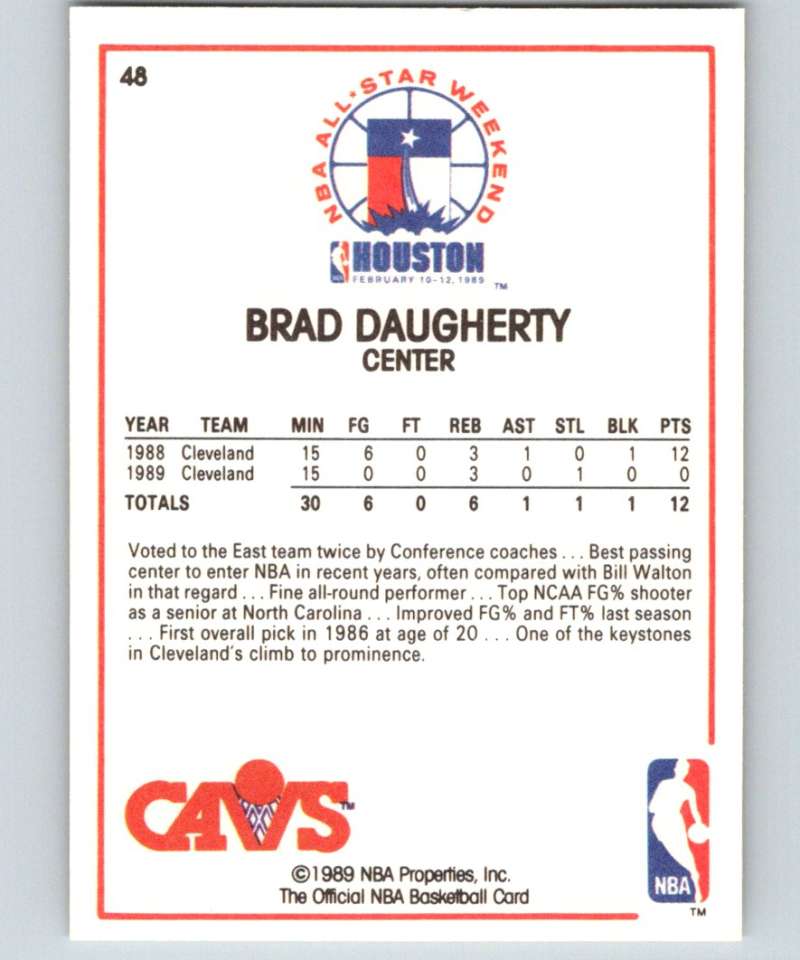 48
NBA ALL★STAR WEEKEND
HOUSTON
FEBRUARY 10-12, 1989
TM
BRAD DAUGHERTY
CENTER
YEAR TEAM MIN FG FT REB AST STL BLK PTS
1988 Cleveland 15 6 0 3 1 0 1 12
1989 Cleveland 15 0 0 3 0 1 0 0
TOTALS 30 6 0 6 1 1 1 12
Voted to the East team twice by Conference coaches . . . Best passing
center to enter NBA in recent years, often compared with Bill Walton
in that regard . . . Fine all-round performer . . . Top NCAA FG% shooter
as a senior at North Carolina . . . Improved FG% and FT% last season
. . . First overall pick in 1986 at age of 20 . . . One of the keystones
in Cleveland's climb to prominence.
CAVS TM
©1989 NBA Properties, Inc.
The Official NBA Basketball Card
NBA
TM